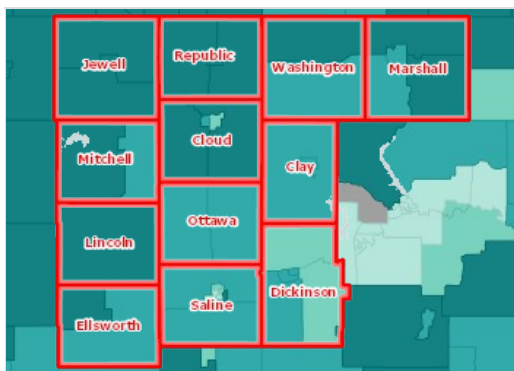 Jewell
Republic
Washington
Marshall
Mitchell
Cloud
Clay
Lincoln
Ottawa
Ellsworth
Saline
Dickinson